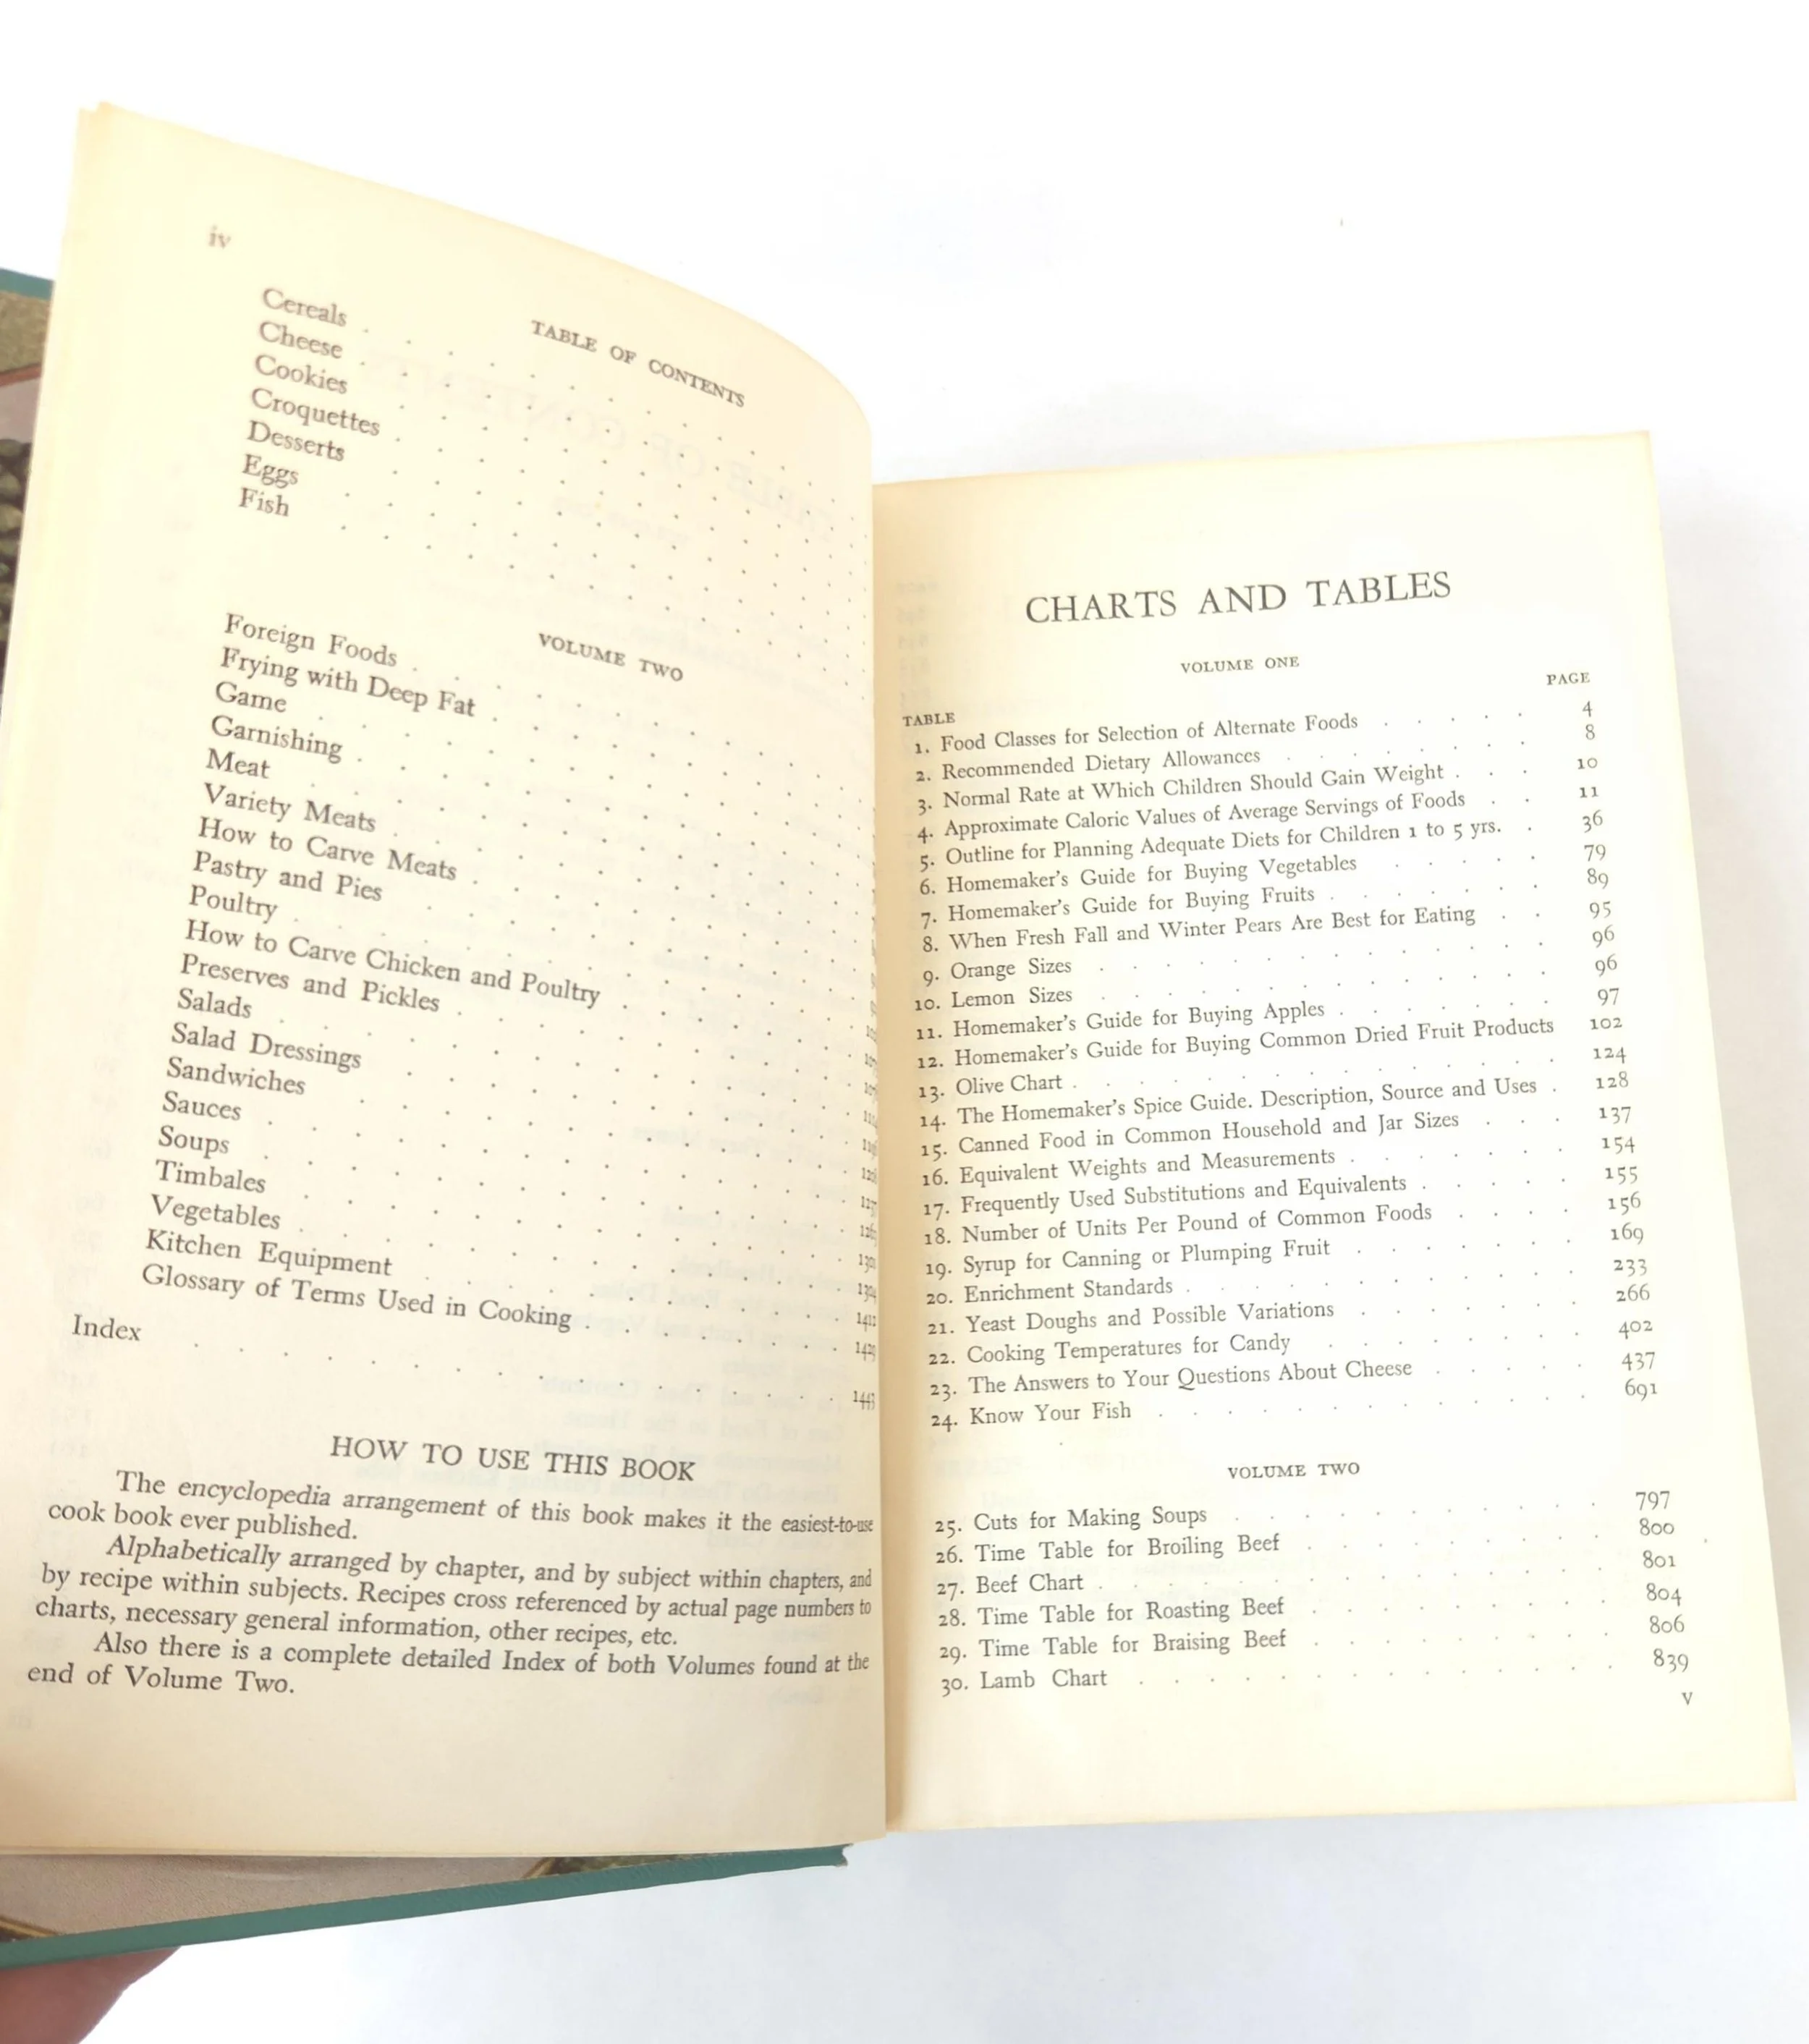 iv
TABLE OF CONTENTS
Cereals
Cheese
Cookies
Croquettes
Desserts
Eggs
Fish
VOLUME TWO
Foreign Foods
Frying with Deep Fat
Game
Garnishing
Meat
Variety Meats
How to Carve Meats
Pastry and Pies
Poultry
How to Carve Chicken and Poultry
Preserves and Pickles
Salads
Salad Dressings
Sandwiches
Sauces
Soups
Timbales
Vegetables
Kitchen Equipment
Glossary of Terms Used in Cooking
Index
HOW TO USE THIS BOOK
The encyclopedia arrangement of this book makes it the easiest-to-use
cook book ever published.
Alphabetically arranged by chapter, and by subject within chapters, and
by recipe within subjects. Recipes cross referenced by actual page numbers to
charts, necessary general information, other recipes, etc.
Also there is a complete detailed Index of both Volumes found at the
end of Volume Two.
CHARTS AND TABLES
VOLUME ONE
TABLE PAGE
1. Food Classes for Selection of Alternate Foods 4
2. Recommended Dietary Allowances 8
3. Normal Rate at Which Children Should Gain Weight 10
4. Approximate Caloric Values of Average Servings of Foods 11
5. Outline for Planning Adequate Diets for Children 1 to 5 yrs. 36
6. Homemaker's Guide for Buying Vegetables 79
7. Homemaker's Guide for Buying Fruits 89
8. When Fresh Fall and Winter Pears Are Best for Eating 95
9. Orange Sizes 96
10. Lemon Sizes 96
11. Homemaker's Guide for Buying Apples 97
12. Homemaker's Guide for Buying Common Dried Fruit Products 102
13. Olive Chart 124
14. The Homemaker's Spice Guide. Description, Source and Uses 128
15. Canned Food in Common Household and Jar Sizes 137
16. Equivalent Weights and Measurements 154
17. Frequently Used Substitutions and Equivalents 155
18. Number of Units Per Pound of Common Foods 156
19. Syrup for Canning or Plumping Fruit 169
20. Enrichment Standards 233
21. Yeast Doughs and Possible Variations 266
22. Cooking Temperatures for Candy 402
23. The Answers to Your Questions About Cheese 437
24. Know Your Fish 691
VOLUME TWO
25. Cuts for Making Soups 797
26. Time Table for Broiling Beef 800
27. Beef Chart 801
28. Time Table for Roasting Beef 804
29. Time Table for Braising Beef 806
30. Lamb Chart 839
v